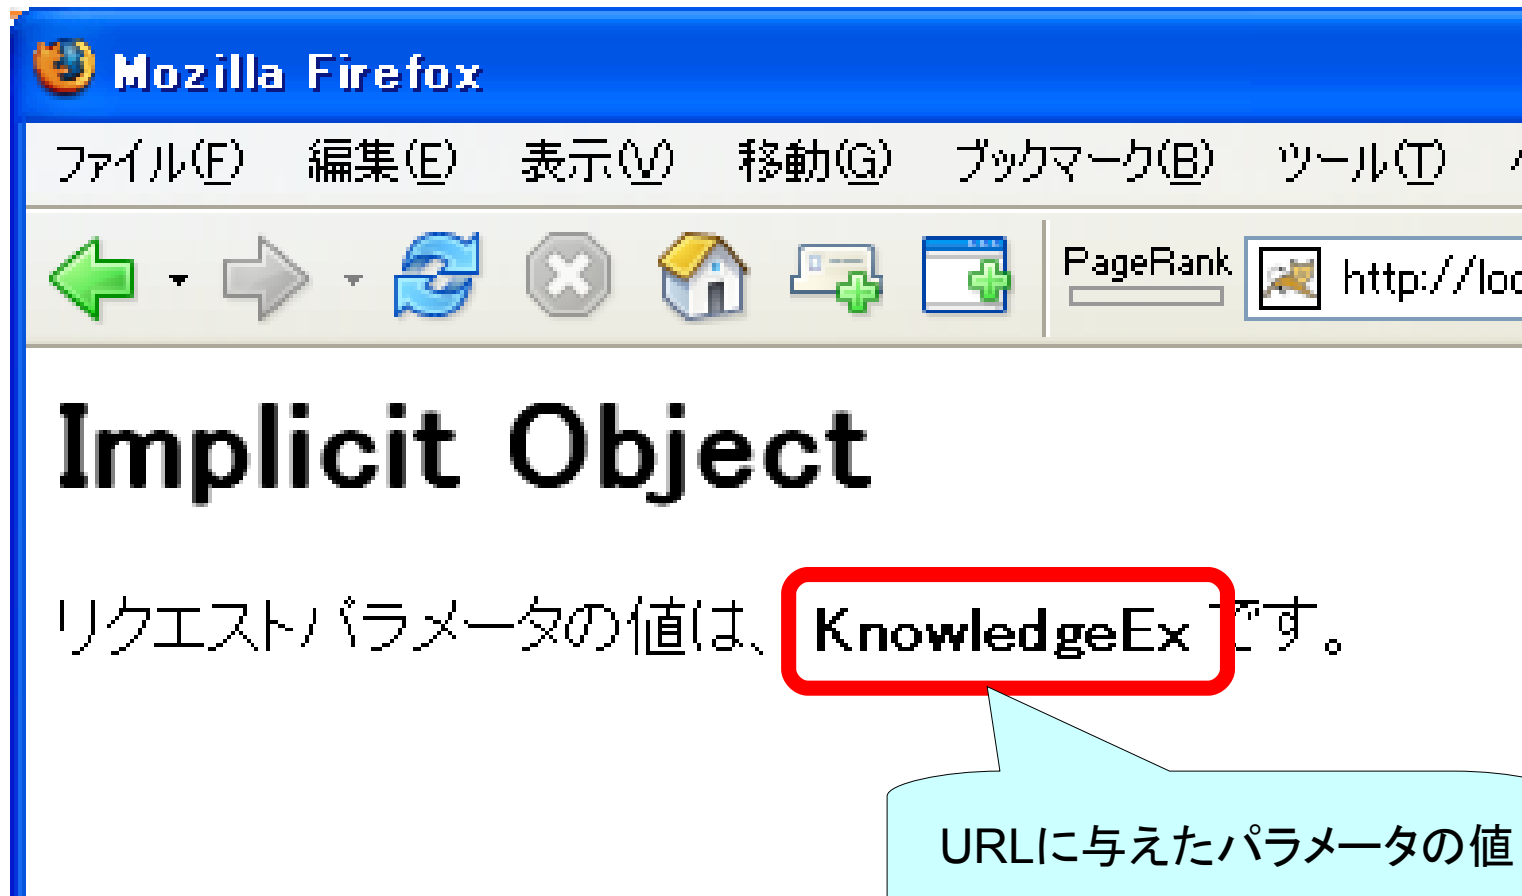 Mozilla Firefox
ファイル(F) 編集(E) 表示(V) 移動(G) ブックマーク(B) ツール(T)
PageRank http://loc
Implicit Object
リクエストパラメータの値は、 KnowledgeEx です。
URLに与えたパラメータの値